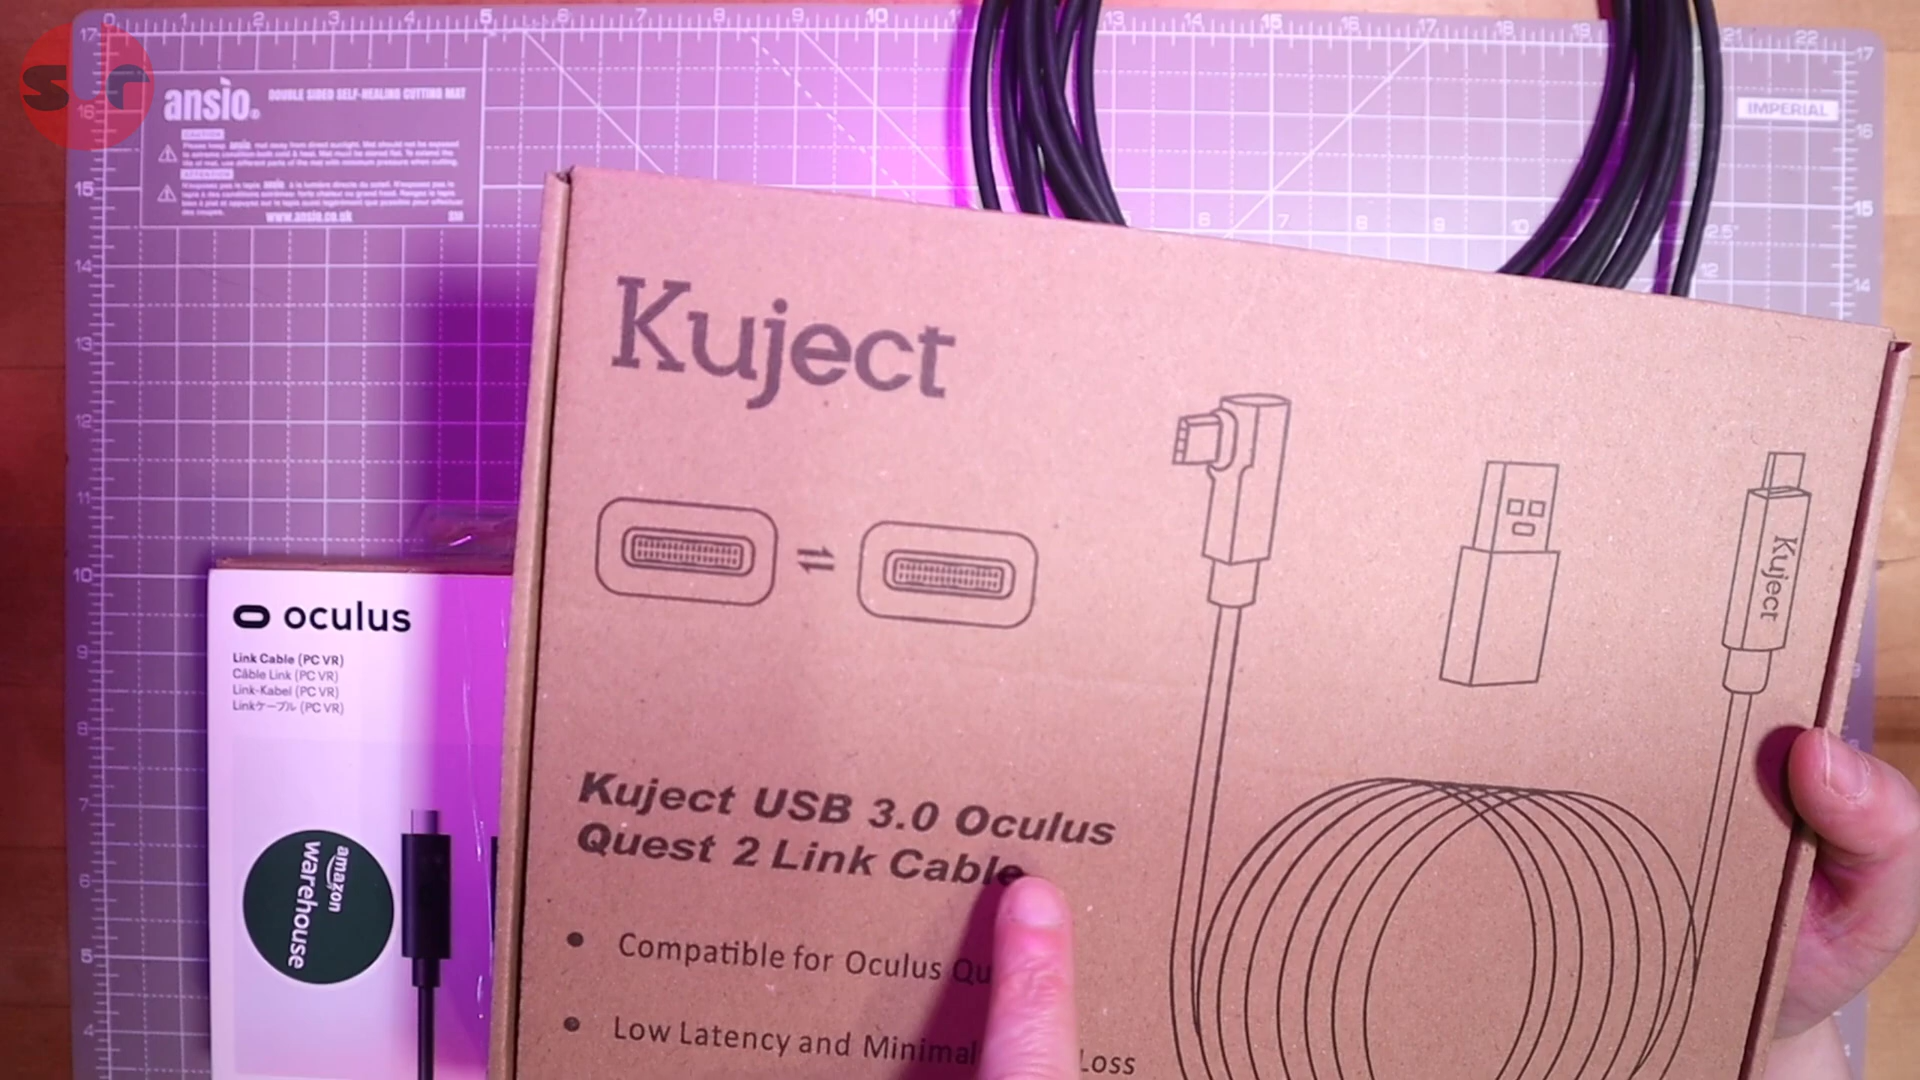 slr
ansio®
DOUBLE SIDED SELF-HEALING CUTTING MAT
CAUTION
ATTENTION
www.ansio.co.uk
IMPERIAL
Kuject
Kuject
oculus
Link Cable (PC VR)
Câble Link (PC VR)
Link-Kabel (PC VR)
Linkケーブル (PC VR)
amazon
warehouse
Kuject USB 3.0 Oculus
Quest 2 Link Cable
• Compatible for Oculus Qu
• Low Latency and Minimal Loss